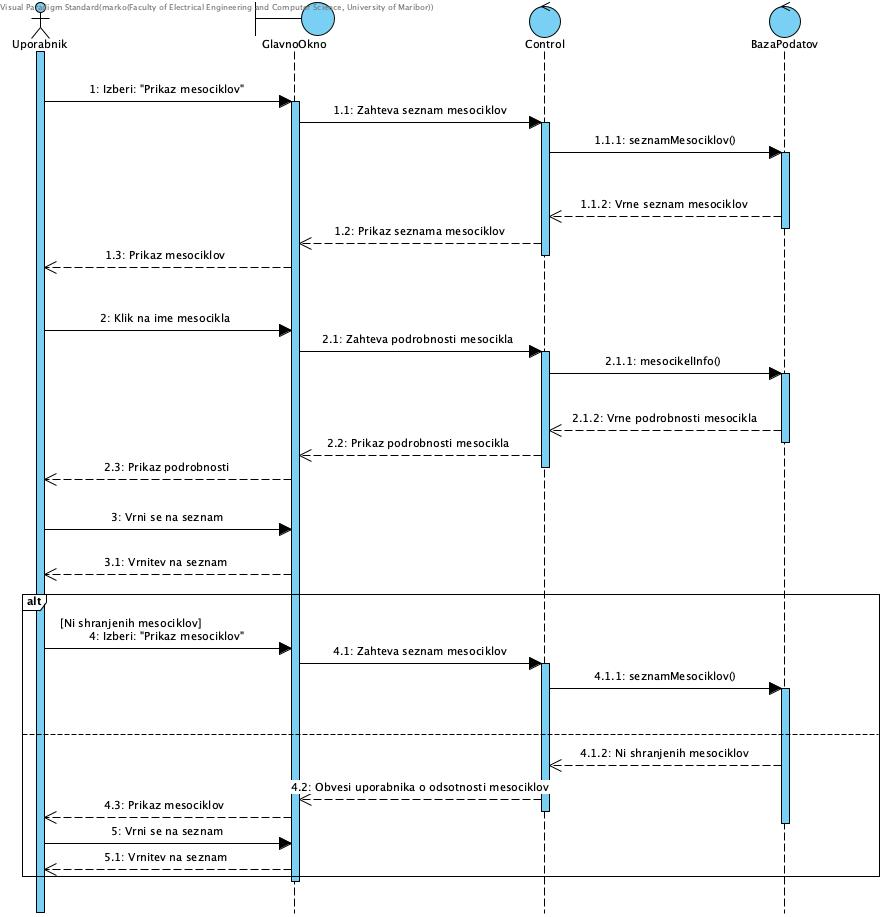 Visual Paradigm Standard(marko(Faculty of Electrical Engineering and Computer Science, University of Maribor))
Uporabnik
GlavnoOkno
Control
BazaPodatov
1: Izberi: "Prikaz mesociklov"
1.1: Zahteva seznam mesociklov
1.1.1: seznamMesociklov()
1.1.2: Vrne seznam mesociklov
1.2: Prikaz seznama mesociklov
1.3: Prikaz mesociklov
2: Klik na ime mesocikla
2.1: Zahteva podrobnosti mesocikla
2.1.1: mesocikelInfo()
2.1.2: Vrne podrobnosti mesocikla
2.2: Prikaz podrobnosti mesocikla
2.3: Prikaz podrobnosti
3: Vrni se na seznam
3.1: Vrnitev na seznam
alt
[Ni shranjenih mesociklov]
4: Izberi: "Prikaz mesociklov"
4.1: Zahteva seznam mesociklov
4.1.1: seznamMesociklov()
4.1.2: Ni shranjenih mesociklov
4.2: Obvesi uporabnika o odsotnosti mesociklov
4.3: Prikaz mesociklov
5: Vrni se na seznam
5.1: Vrnitev na seznam